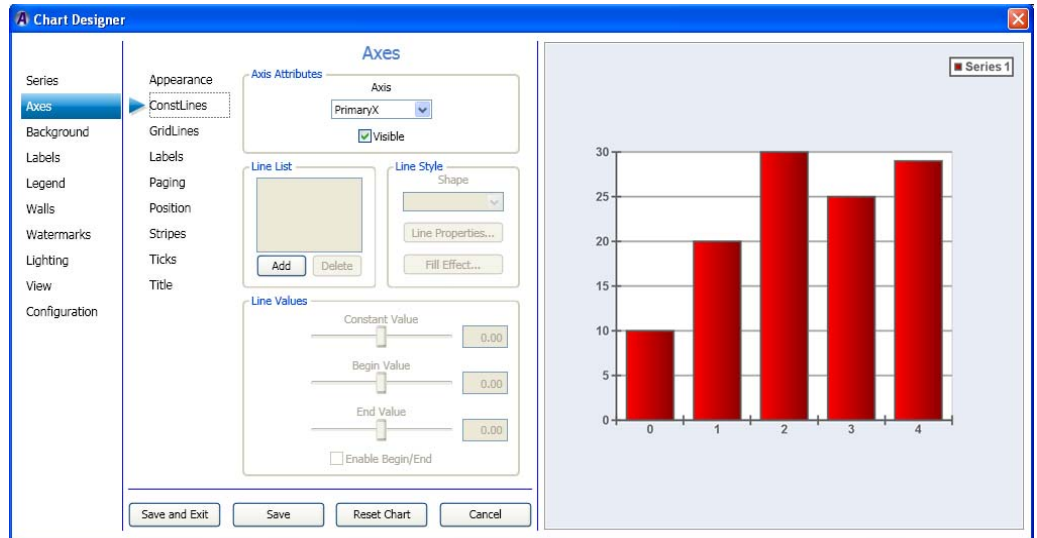 Chart Designer
Series
Axes
Background
Labels
Legend
Walls
Watermarks
Lighting
View
Configuration
Appearance
ConstLines
GridLines
Labels
Paging
Position
Stripes
Ticks
Title
Axes
Axis Attributes
Axis
PrimaryX
Visible
Line List
Add
Delete
Line Style
Shape
Line Properties...
Fill Effect...
Line Values
Constant Value
0.00
Begin Value
0.00
End Value
0.00
Enable Begin/End
Save and Exit
Save
Reset Chart
Cancel
Series 1
30
25
20
15
10
5
0
0 1 2 3 4